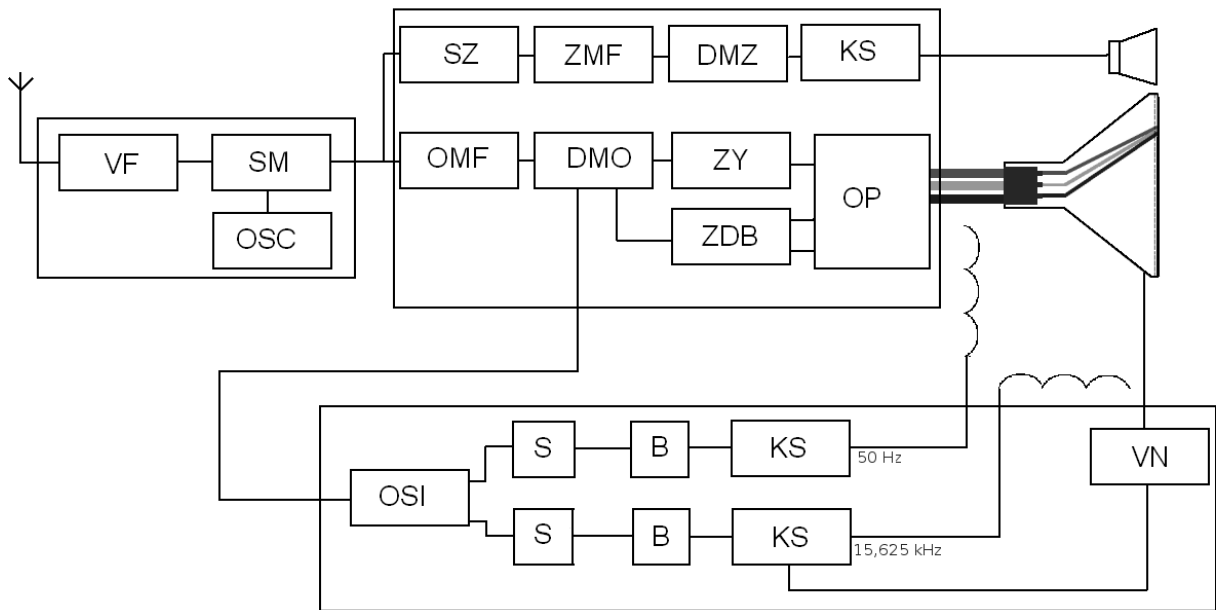 SZ ZMF DMZ KS
VF SM OMF DMO ZY
OP
OSC ZDB
S B KS
50 Hz
VN
OSI
S B KS
15,625 kHz